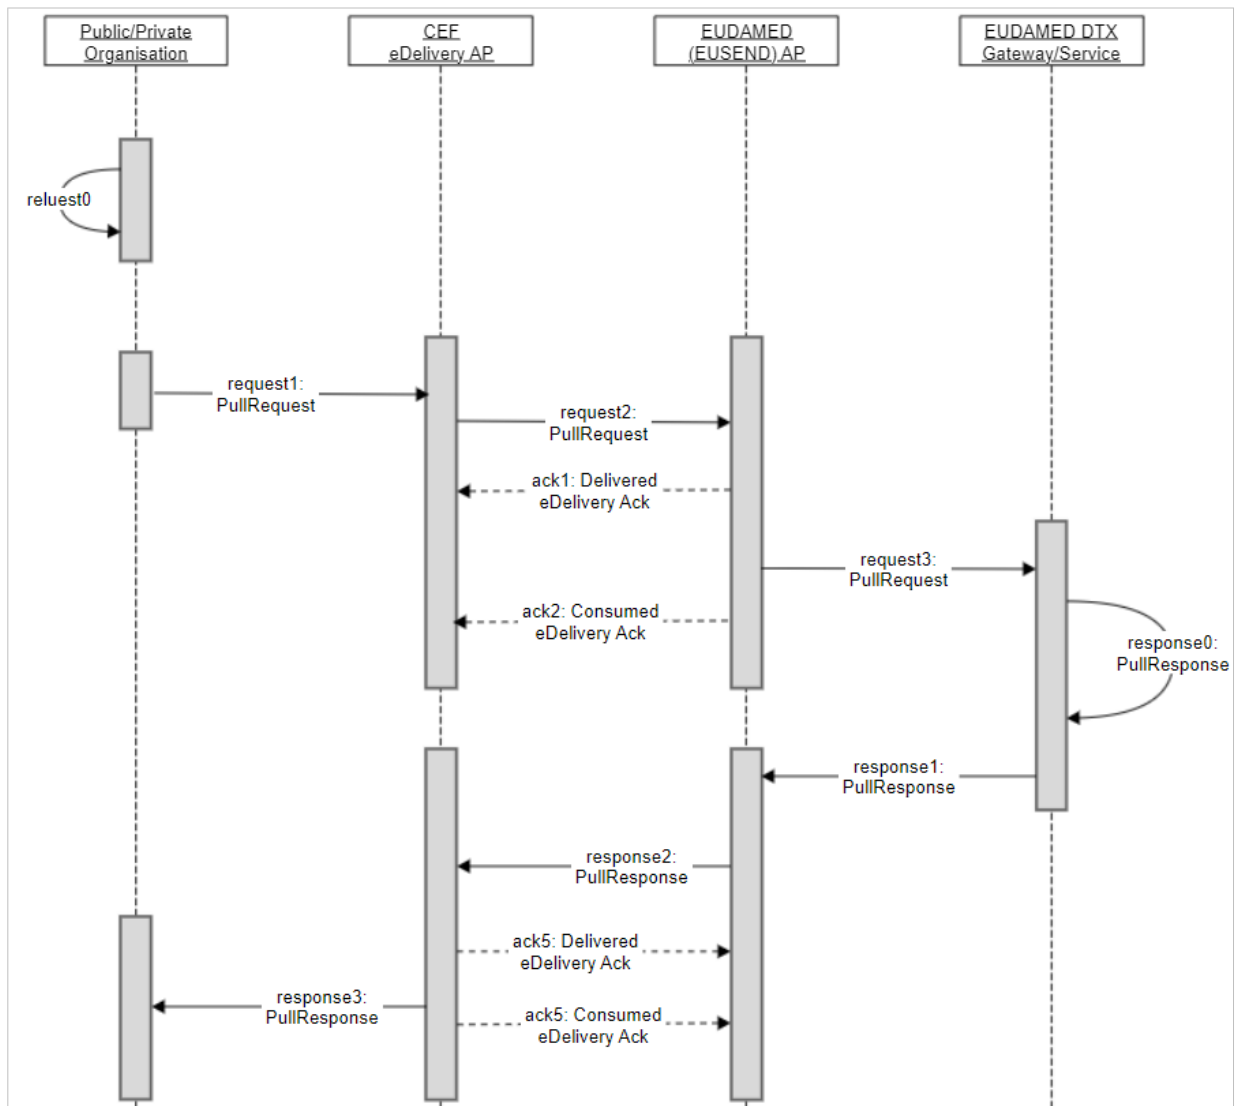 Public/Private
Organisation
CEF
eDelivery AP
EUDAMED
(EUSEND) AP
EUDAMED DTX
Gateway/Service
reluest0
request1:
PullRequest
request2:
PullRequest
ack1: Delivered
eDelivery Ack
request3:
PullRequest
ack2: Consumed
eDelivery Ack
response0:
PullResponse
response1:
PullResponse
response2:
PullResponse
ack5: Delivered
eDelivery Ack
response3:
PullResponse
ack5: Consumed
eDelivery Ack